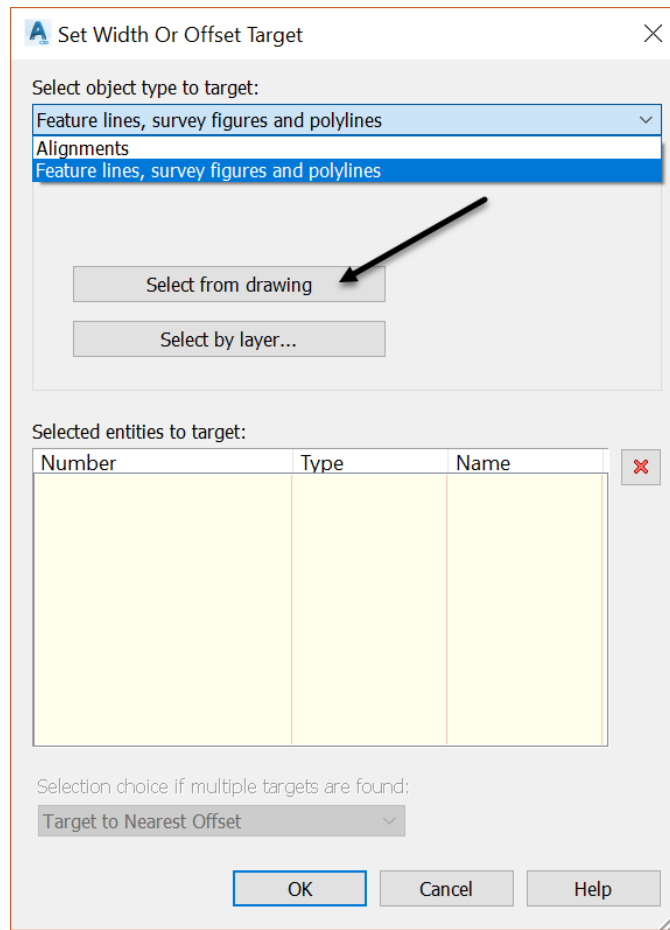 Set Width Or Offset Target
Select object type to target:
Feature lines, survey figures and polylines
Alignments
Feature lines, survey figures and polylines
Select from drawing
Select by layer...
Selected entities to target:
Number Type Name
Selection choice if multiple targets are found:
Target to Nearest Offset
OK Cancel Help